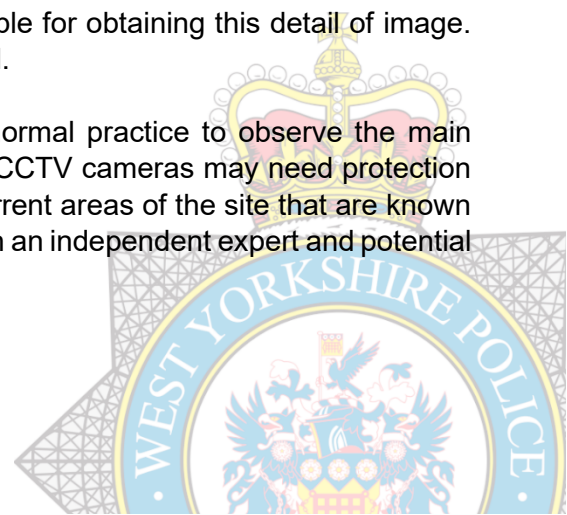 ble for obtaining this detail of image.
.
ormal practice to observe the main
CCTV cameras may need protection
rrent areas of the site that are known
an independent expert and potential
WEST YORKSHIRE POLICE